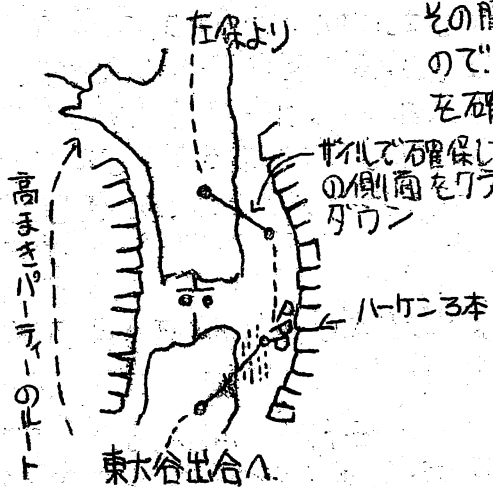 左俣より
その間
ので
を確
ザイルで確保し
の側面をクラ
ダウン
高まきパーティーのルート
ハーケン3本
東大谷出合へ